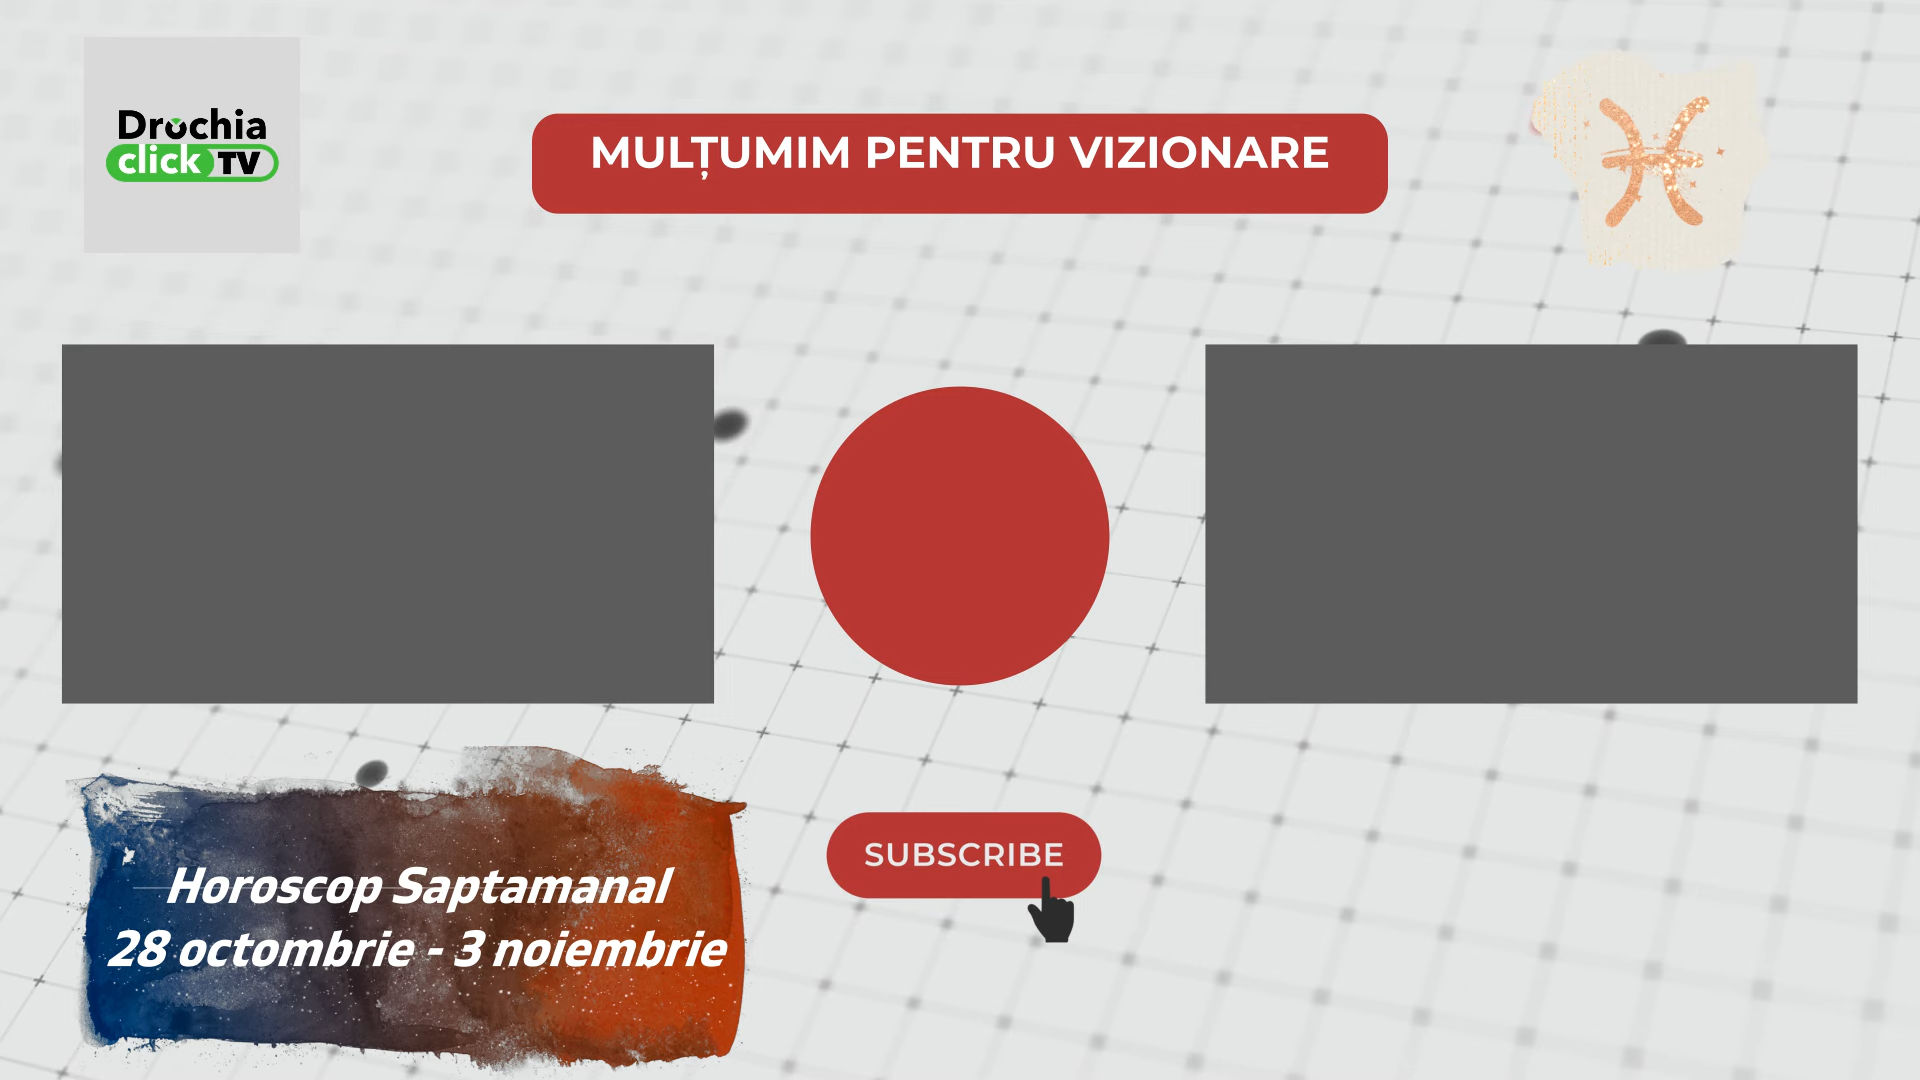 Drochia
click TV
MULȚUMIM PENTRU VIZIONARE
SUBSCRIBE
Horoscop Saptamanal
28 octombrie - 3 noiembrie